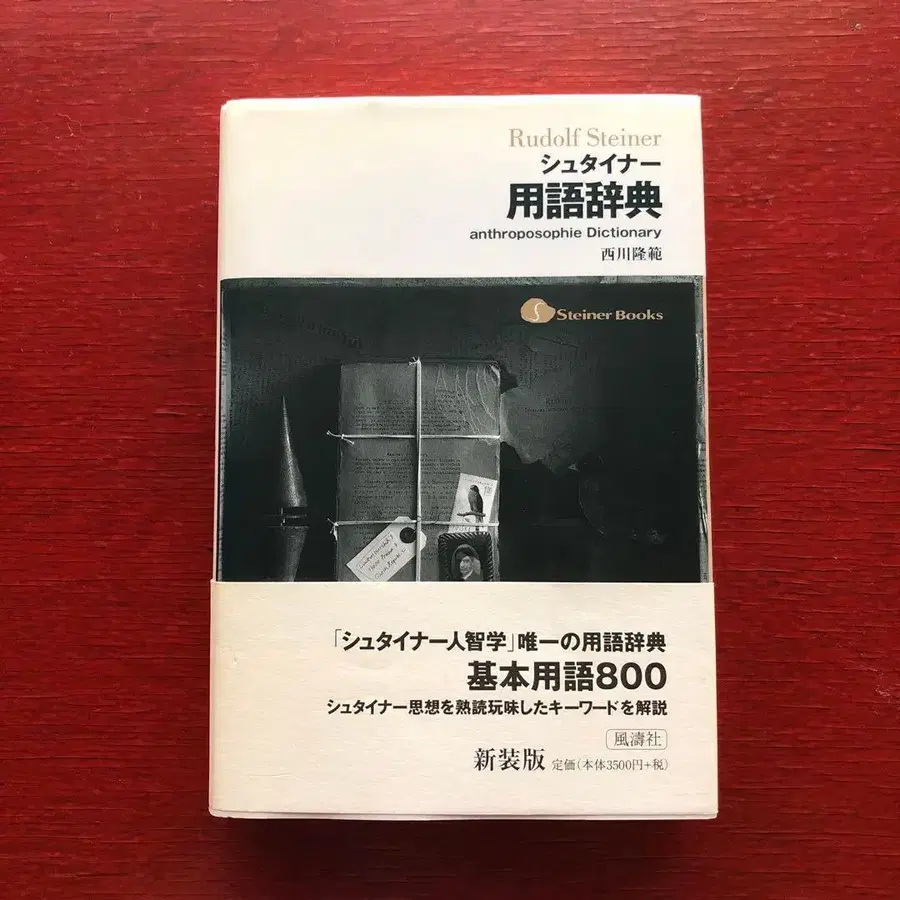 Rudolf Steiner
シュタイナー
用語辞典
anthroposophie Dictionary
西川隆範
Steiner Books
「シュタイナー人智学」唯一の用語辞典
基本用語800
シュタイナー思想を熟読玩味したキーワードを解説
風濤社
新装版 定価(本体3500円+税)